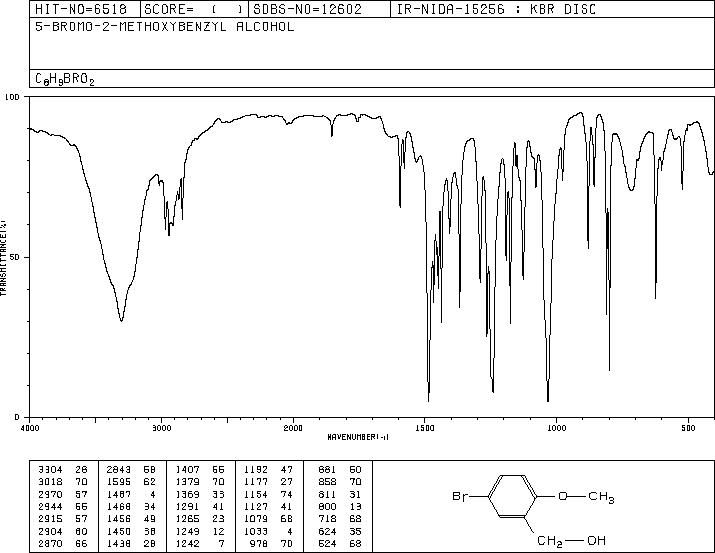 HIT-NO=6518 SCORE= ( ) SDBS-NO=12602 IR-NIDA-15256 : KBR DISC
5-BROMO-2-METHOXYBENZYL ALCOHOL
C8H9BRO2
100
50
0
TRANSMITTANCE(%)
4000 3000 2000 1500 1000 500
WAVENUMBER(-1)
3304 28 2843 58 1407 55 1192 47 881 50
3018 70 1595 62 1379 70 1177 27 858 70
2970 57 1487 4 1369 33 1154 74 811 31
2944 55 1468 34 1291 41 1127 41 800 13
2915 57 1456 49 1265 23 1079 68 718 68
2904 60 1450 38 1249 12 1033 4 624 35
2870 66 1438 28 1242 7 978 70 524 68
Br O CH3
CH2 OH